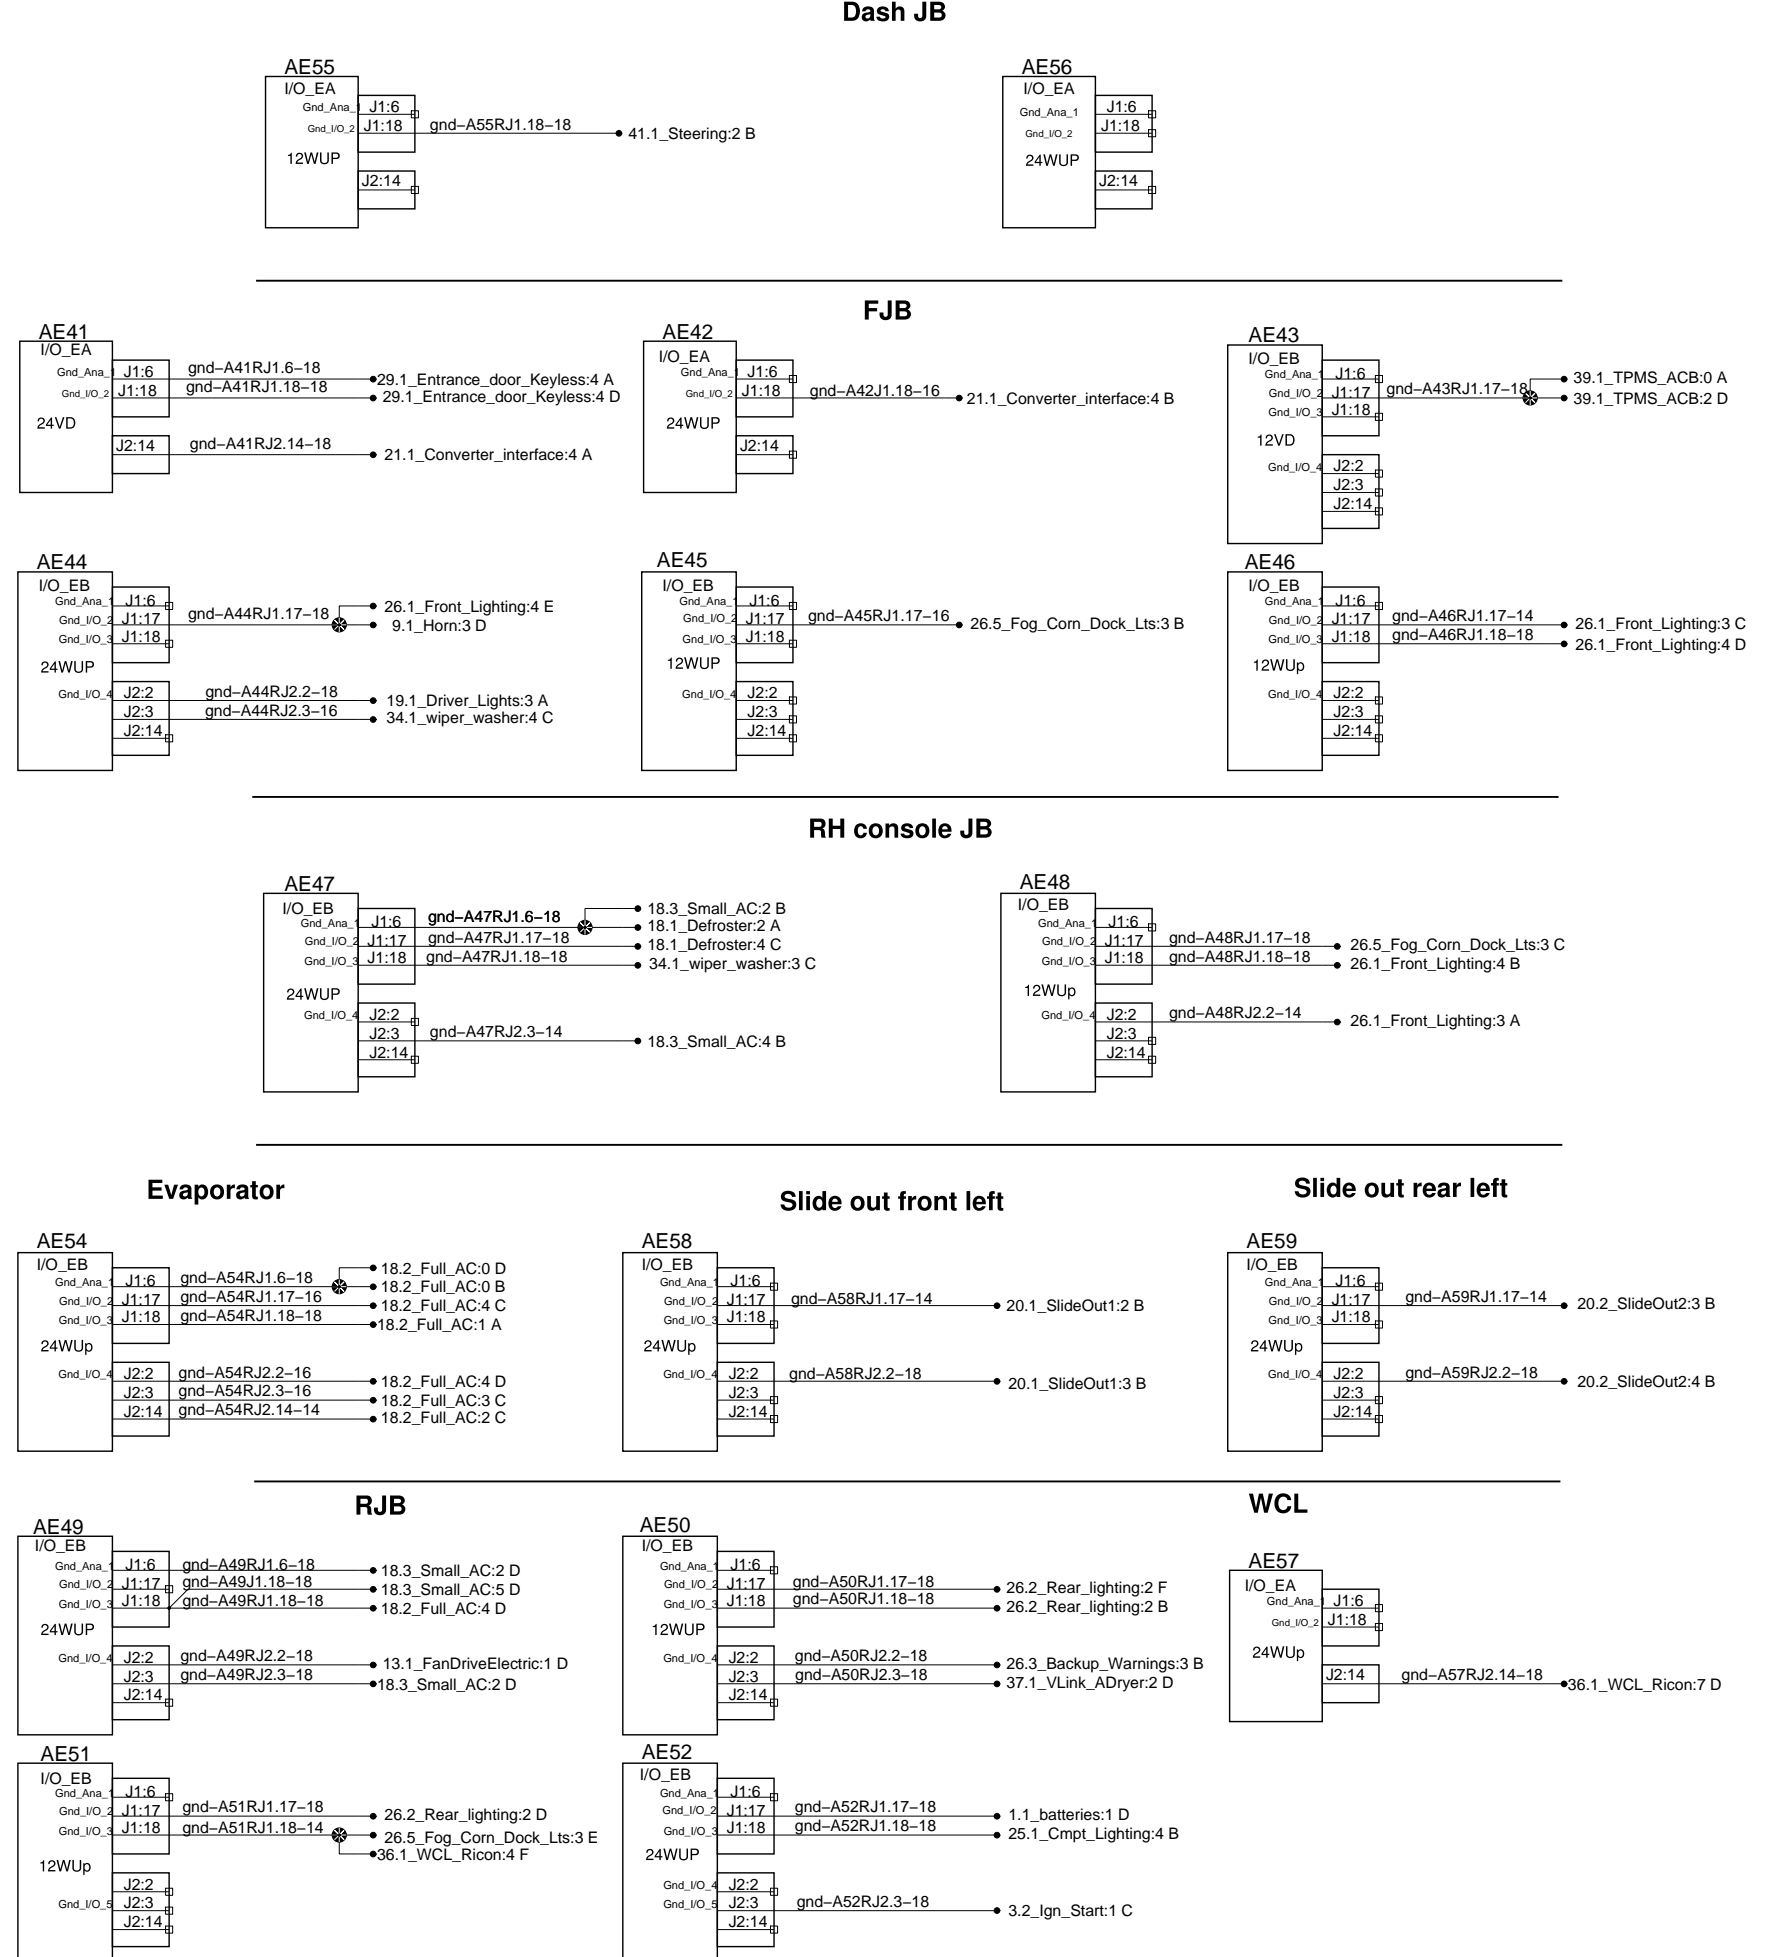 Dash JB
AE55
I/O_EA
Gnd_Ana_1 J1:6
Gnd_I/O_2 J1:18 gnd–A55RJ1.18–18 41.1_Steering:2 B
12WUP
J2:14
AE56
I/O_EA
Gnd_Ana_1 J1:6
Gnd_I/O_2 J1:18
24WUP
J2:14
FJB
AE41
I/O_EA
Gnd_Ana_1 J1:6 gnd–A41RJ1.6–18 29.1_Entrance_door_Keyless:4 A
Gnd_I/O_2 J1:18 gnd–A41RJ1.18–18 29.1_Entrance_door_Keyless:4 D
24VD
J2:14 gnd–A41RJ2.14–18 21.1_Converter_interface:4 A
AE42
I/O_EA
Gnd_Ana_1 J1:6
Gnd_I/O_2 J1:18 gnd–A42J1.18–16 21.1_Converter_interface:4 B
24WUP
J2:14
AE43
I/O_EB
Gnd_Ana_1 J1:6 39.1_TPMS_ACB:0 A
Gnd_I/O_2 J1:17 gnd–A43RJ1.17–18 39.1_TPMS_ACB:2 D
Gnd_I/O_3 J1:18
12VD
Gnd_I/O_4 J2:2
J2:3
J2:14
AE44
I/O_EB
Gnd_Ana_1 J1:6 26.1_Front_Lighting:4 E
Gnd_I/O_2 J1:17 gnd–A44RJ1.17–18 9.1_Horn:3 D
Gnd_I/O_3 J1:18
24WUP
Gnd_I/O_4 J2:2 gnd–A44RJ2.2–18 19.1_Driver_Lights:3 A
J2:3 gnd–A44RJ2.3–16 34.1_wiper_washer:4 C
J2:14
AE45
I/O_EB
Gnd_Ana_1 J1:6
Gnd_I/O_2 J1:17 gnd–A45RJ1.17–16 26.5_Fog_Corn_Dock_Lts:3 B
Gnd_I/O_3 J1:18
12WUP
Gnd_I/O_4 J2:2
J2:3
J2:14
AE46
I/O_EB
Gnd_Ana_1 J1:6
Gnd_I/O_2 J1:17 gnd–A46RJ1.17–14 26.1_Front_Lighting:3 C
Gnd_I/O_3 J1:18 gnd–A46RJ1.18–18 26.1_Front_Lighting:4 D
12WUp
Gnd_I/O_4 J2:2
J2:3
J2:14
RH console JB
AE47
I/O_EB
18.3_Small_AC:2 B
Gnd_Ana_1 J1:6 gnd–A47RJ1.6–18 18.1_Defroster:2 A
Gnd_I/O_2 J1:17 gnd–A47RJ1.17–18 18.1_Defroster:4 C
Gnd_I/O_3 J1:18 gnd–A47RJ1.18–18 34.1_wiper_washer:3 C
24WUP
Gnd_I/O_4 J2:2
J2:3 gnd–A47RJ2.3–14 18.3_Small_AC:4 B
J2:14
AE48
I/O_EB
Gnd_Ana_1 J1:6
Gnd_I/O_2 J1:17 gnd–A48RJ1.17–18 26.5_Fog_Corn_Dock_Lts:3 C
Gnd_I/O_3 J1:18 gnd–A48RJ1.18–18 26.1_Front_Lighting:4 B
12WUp
Gnd_I/O_4 J2:2 gnd–A48RJ2.2–14 26.1_Front_Lighting:3 A
J2:3
J2:14
Evaporator
AE54
I/O_EB
18.2_Full_AC:0 D
Gnd_Ana_1 J1:6 gnd–A54RJ1.6–18 18.2_Full_AC:0 B
Gnd_I/O_2 J1:17 gnd–A54RJ1.17–16 18.2_Full_AC:4 C
Gnd_I/O_3 J1:18 gnd–A54RJ1.18–18 18.2_Full_AC:1 A
24WUp
Gnd_I/O_4 J2:2 gnd–A54RJ2.2–16 18.2_Full_AC:4 D
J2:3 gnd–A54RJ2.3–16 18.2_Full_AC:3 C
J2:14 gnd–A54RJ2.14–14 18.2_Full_AC:2 C
Slide out front left
AE58
I/O_EB
Gnd_Ana_1 J1:6
Gnd_I/O_2 J1:17 gnd–A58RJ1.17–14 20.1_SlideOut1:2 B
Gnd_I/O_3 J1:18
24WUp
Gnd_I/O_4 J2:2 gnd–A58RJ2.2–18 20.1_SlideOut1:3 B
J2:3
J2:14
Slide out rear left
AE59
I/O_EB
Gnd_Ana_1 J1:6
Gnd_I/O_2 J1:17 gnd–A59RJ1.17–14 20.2_SlideOut2:3 B
Gnd_I/O_3 J1:18
24WUp
Gnd_I/O_4 J2:2 gnd–A59RJ2.2–18 20.2_SlideOut2:4 B
J2:3
J2:14
RJB
AE49
I/O_EB
Gnd_Ana_1 J1:6 gnd–A49RJ1.6–18 18.3_Small_AC:2 D
Gnd_I/O_2 J1:17 gnd–A49J1.18–18 18.3_Small_AC:5 D
Gnd_I/O_3 J1:18 gnd–A49RJ1.18–18 18.2_Full_AC:4 D
24WUP
Gnd_I/O_4 J2:2 gnd–A49RJ2.2–18 13.1_FanDriveElectric:1 D
J2:3 gnd–A49RJ2.3–18 18.3_Small_AC:2 D
J2:14
AE50
I/O_EB
Gnd_Ana_1 J1:6
Gnd_I/O_2 J1:17 gnd–A50RJ1.17–18 26.2_Rear_lighting:2 F
Gnd_I/O_3 J1:18 gnd–A50RJ1.18–18 26.2_Rear_lighting:2 B
12WUP
Gnd_I/O_4 J2:2 gnd–A50RJ2.2–18 26.3_Backup_Warnings:3 B
J2:3 gnd–A50RJ2.3–18 37.1_VLink_ADryer:2 D
J2:14
WCL
AE57
I/O_EA
Gnd_Ana_1 J1:6
Gnd_I/O_2 J1:18
24WUp
J2:14 gnd–A57RJ2.14–18 36.1_WCL_Ricon:7 D
AE51
I/O_EB
Gnd_Ana_1 J1:6
Gnd_I/O_2 J1:17 gnd–A51RJ1.17–18 26.2_Rear_lighting:2 D
Gnd_I/O_3 J1:18 gnd–A51RJ1.18–14 26.5_Fog_Corn_Dock_Lts:3 E
36.1_WCL_Ricon:4 F
12WUp
J2:2
Gnd_I/O_5 J2:3
J2:14
AE52
I/O_EB
Gnd_Ana_1 J1:6
Gnd_I/O_2 J1:17 gnd–A52RJ1.17–18 1.1_batteries:1 D
Gnd_I/O_3 J1:18 gnd–A52RJ1.18–18 25.1_Cmpt_Lighting:4 B
24WUP
Gnd_I/O_4 J2:2
Gnd_I/O_5 J2:3 gnd–A52RJ2.3–18 3.2_Ign_Start:1 C
J2:14